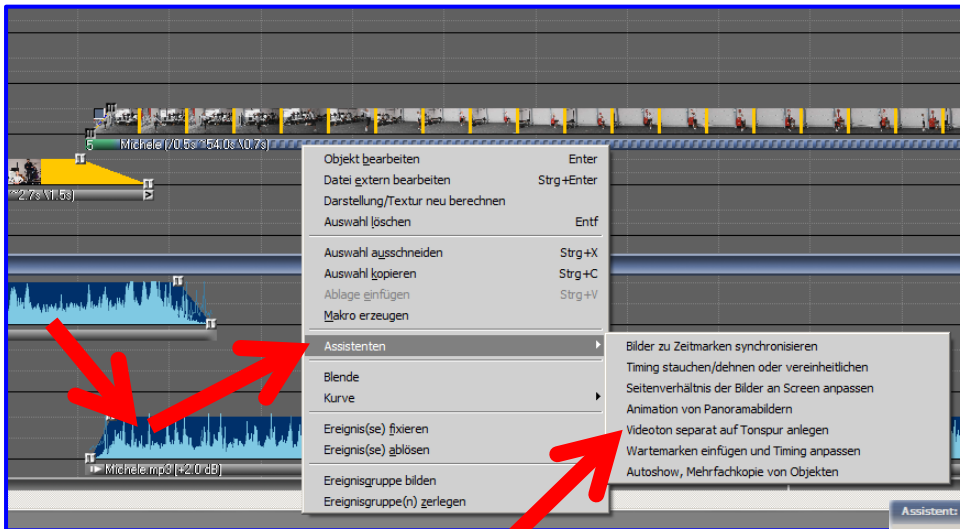 5 Michele (/0.5s ^54.0s \0.7s)
^2.7s \1.5s)
Objekt bearbeiten Enter
Datei extern bearbeiten Strg+Enter
Darstellung/Textur neu berechnen
Auswahl löschen Entf
Auswahl ausschneiden Strg+X
Auswahl kopieren Strg+C
Ablage einfügen Strg+V
Makro erzeugen
Assistenten
Blende
Kurve
Ereignis(se) fixieren
Ereignis(se) ablösen
Ereignisgruppe bilden
Ereignisgruppe(n) zerlegen
Bilder zu Zeitmarken synchronisieren
Timing stauchen/dehnen oder vereinheitlichen
Seitenverhältnis der Bilder an Screen anpassen
Animation von Panoramabildern
Videoton separat auf Tonspur anlegen
Wartemarken einfügen und Timing anpassen
Autoshow, Mehrfachkopie von Objekten
Michele.mp3 [+2.0 dB]
Assistent: